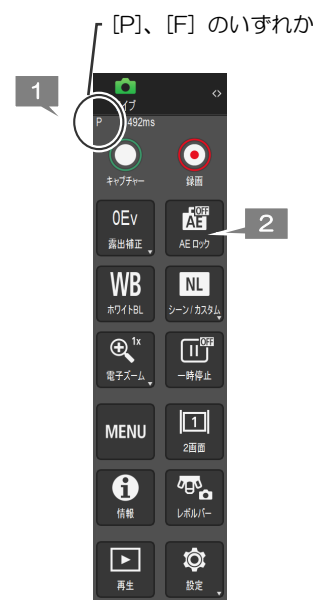 [P]、[F] のいずれか
1
イブ
P 492ms
キャプチャー 録画
0Ev OFF AE
露出補正 AE ロック
2
WB NL
ホワイトBL シーン/カスタム
1x OFF
電子ズーム 一時停止
MENU 1
2画面
情報 レボルバー
再生 設定